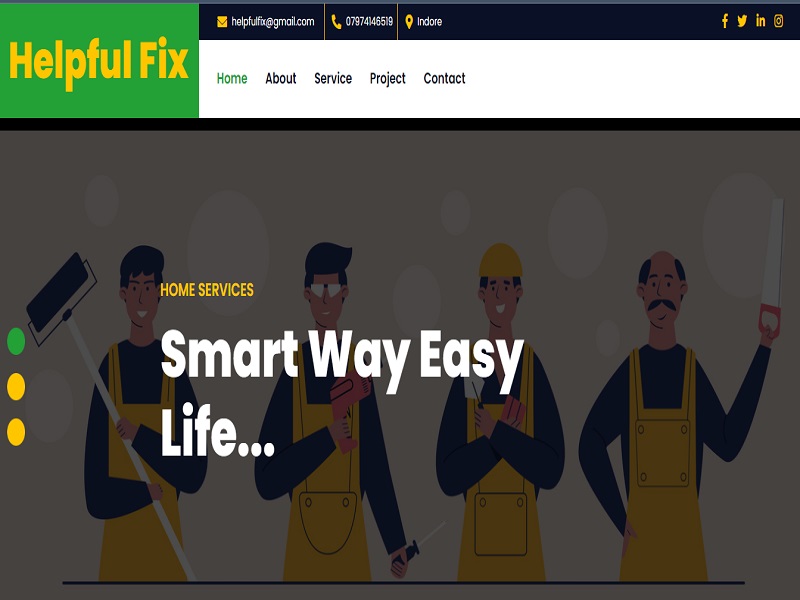 Helpful Fix
helpfulfix@gmail.com 07974146519 Indore
Home About Service Project Contact
HOME SERVICES
Smart Way Easy
Life...